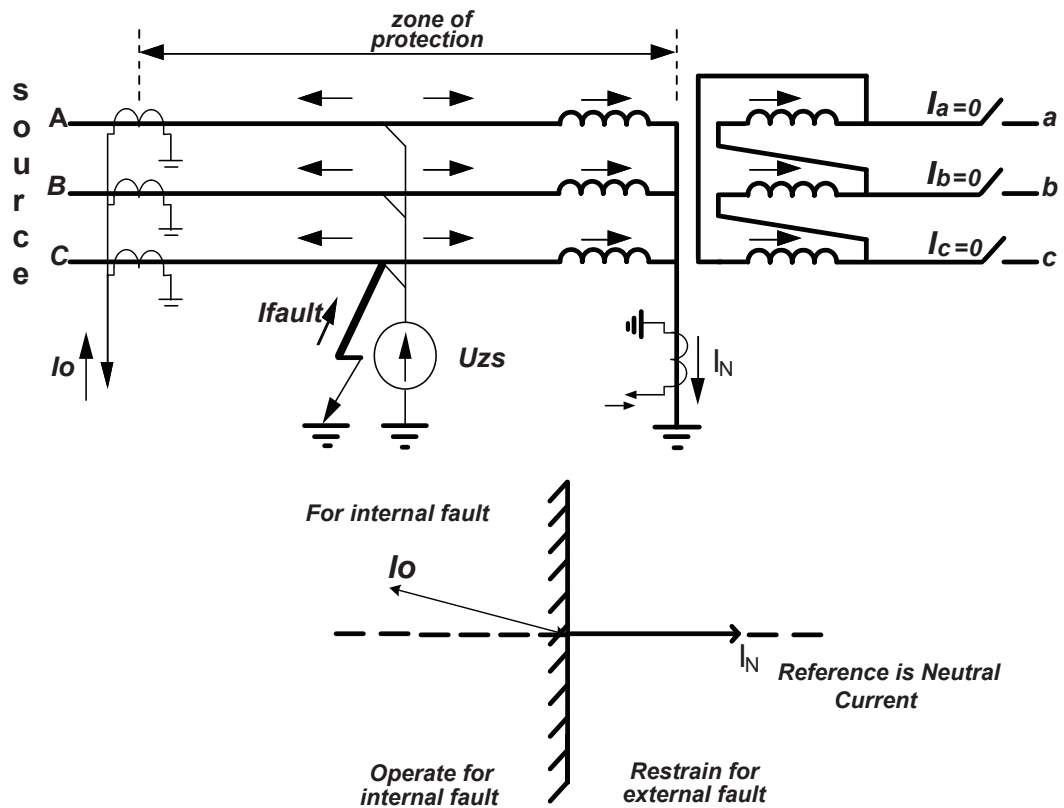 zone of
protection
source
A
B
C
Ia=0
a
Ib=0
b
Ic=0
c
Ifault
Uzs
Io
IN
For internal fault
Io
IN
Reference is Neutral
Current
Operate for
internal fault
Restrain for
external fault